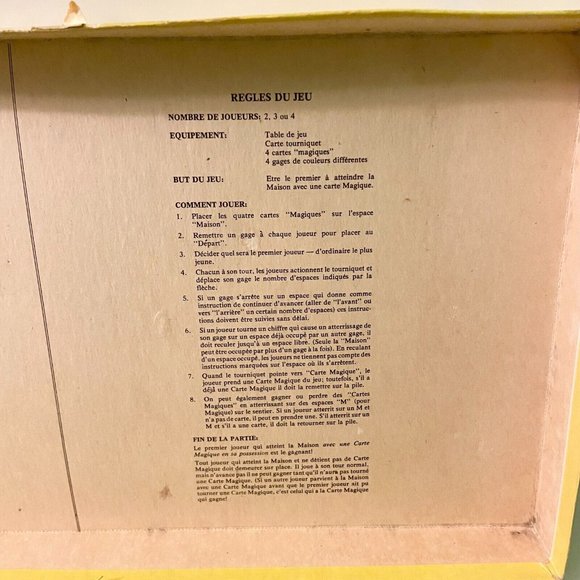 REGLES DU JEU
NOMBRE DE JOUEURS: 2, 3 ou 4
EQUIPEMENT: Table de jeu
Carte tourniquet
4 cartes "magiques"
4 gages de couleurs différentes
BUT DU JEU: Etre le premier à atteindre la
Maison avec une carte Magique.
COMMENT JOUER:
1. Placer les quatre cartes "Magiques" sur l'espace
"Maison".
2. Remettre un gage à chaque joueur pour placer au
"Départ".
3. Décider quel sera le premier joueur — d'ordinaire le plus
jeune.
4. Chacun à son tour, les joueurs actionnent le tourniquet et
déplace son gage le nombre d'espaces indiqués par la
flèche.
5. Si un gage s'arrête sur un espace qui donne comme
instruction de continuer d'avancer (aller de "l'avant" ou
vers "l'arrière" un certain nombre d'espaces) ces instruc-
tions doivent être suivies sans délai.
6. Si un joueur tourne un chiffre qui cause un atterrissage de
son gage sur un espace déjà occupé par un autre gage, il
doit reculer jusqu'à un espace libre. (Seule la "Maison"
peut être occupée par plus d'un gage à la fois). En reculant
d'un espace occupé, les joueurs ne tiennent pas compte des
instructions marquées sur l'espace où ils s'arrêtent.
7. Quand le tourniquet pointe vers "Carte Magique", le
joueur prend une Carte Magique du jeu; toutefois, s'il a
déjà une Carte Magique il doit la remettre sur la pile.
8. On peut également gagner ou perdre des "Cartes
Magiques" en atterrissant sur des espaces "M" (pour
Magique) sur le sentier. Si un joueur atterrit sur un M et
n'a pas de carte, il peut en prendre une. S'il atterrit sur un
M et s'il a une carte, il doit la retourner sur la pile.
FIN DE LA PARTIE:
Le premier joueur qui atteint la Maison avec une Carte
Magique en sa possession est le gagnant!
Tout joueur qui atteint la Maison et ne détient pas de Carte
Magique doit demeurer sur place. Il joue à son tour normal,
mais n'avance pas il ne peut gagner tant qu'il n'aura pas tourné
une Carte Magique. (Si un autre joueur parvient à la Maison
avec une Carte Magique avant que le premier joueur ait pu
tourner une Carte Magique, c'est celui qui a la Carte Magique
qui gagne!